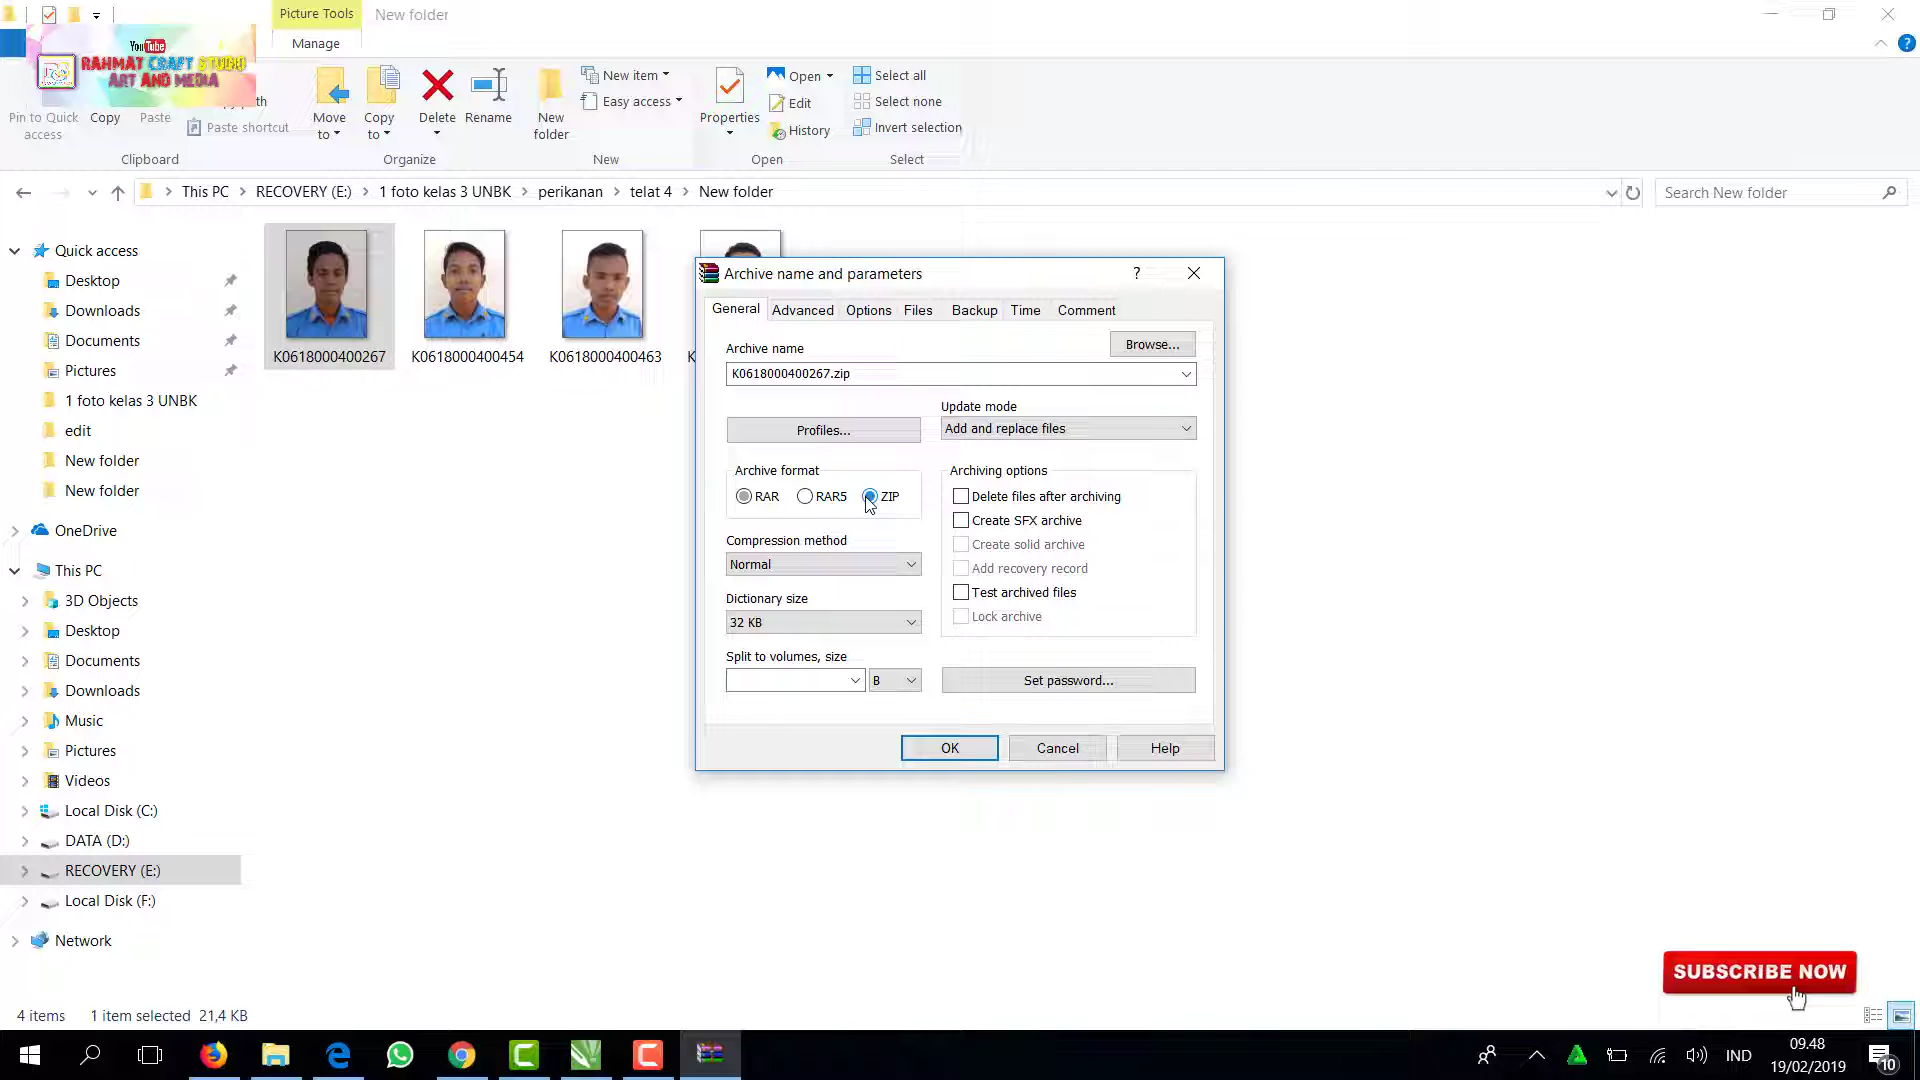 Picture Tools
New folder
Manage
YouTube
RAHMAT CRAFT STUDIO
ART AND MEDIA
Pin to Quick access
Copy
Paste
path
Paste shortcut
Move to
Copy to
Delete
Rename
New folder
New item
Easy access
Properties
Open
Edit
History
Select all
Select none
Invert selection
Clipboard
Organize
New
Open
Select
This PC > RECOVERY (E:) > 1 foto kelas 3 UNBK > perikanan > telat 4 > New folder
Search New folder
Quick access
Desktop
Downloads
Documents
Pictures
1 foto kelas 3 UNBK
edit
New folder
New folder
OneDrive
This PC
3D Objects
Desktop
Documents
Downloads
Music
Pictures
Videos
Local Disk (C:)
DATA (D:)
RECOVERY (E:)
Local Disk (F:)
Network
K0618000400267
K0618000400454
K0618000400463
K
Archive name and parameters
?
General
Advanced
Options
Files
Backup
Time
Comment
Archive name
Browse...
K0618000400267.zip
Update mode
Profiles...
Add and replace files
Archive format
RAR
RAR5
ZIP
Archiving options
Delete files after archiving
Create SFX archive
Create solid archive
Add recovery record
Test archived files
Lock archive
Compression method
Normal
Dictionary size
32 KB
Split to volumes, size
B
Set password...
OK
Cancel
Help
SUBSCRIBE NOW
4 items
1 item selected 21,4 KB
IND
09.48
19/02/2019
10